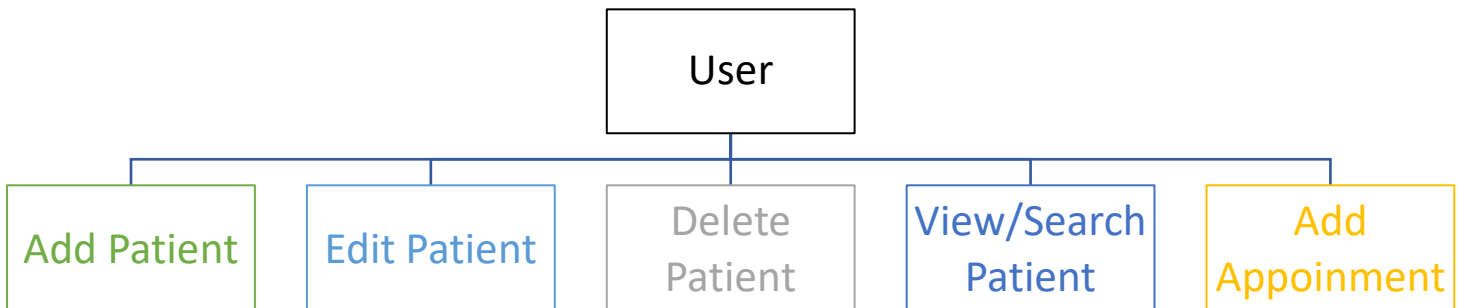 User
Add Patient
Edit Patient
Delete
Patient
View/Search
Patient
Add
Appoinment